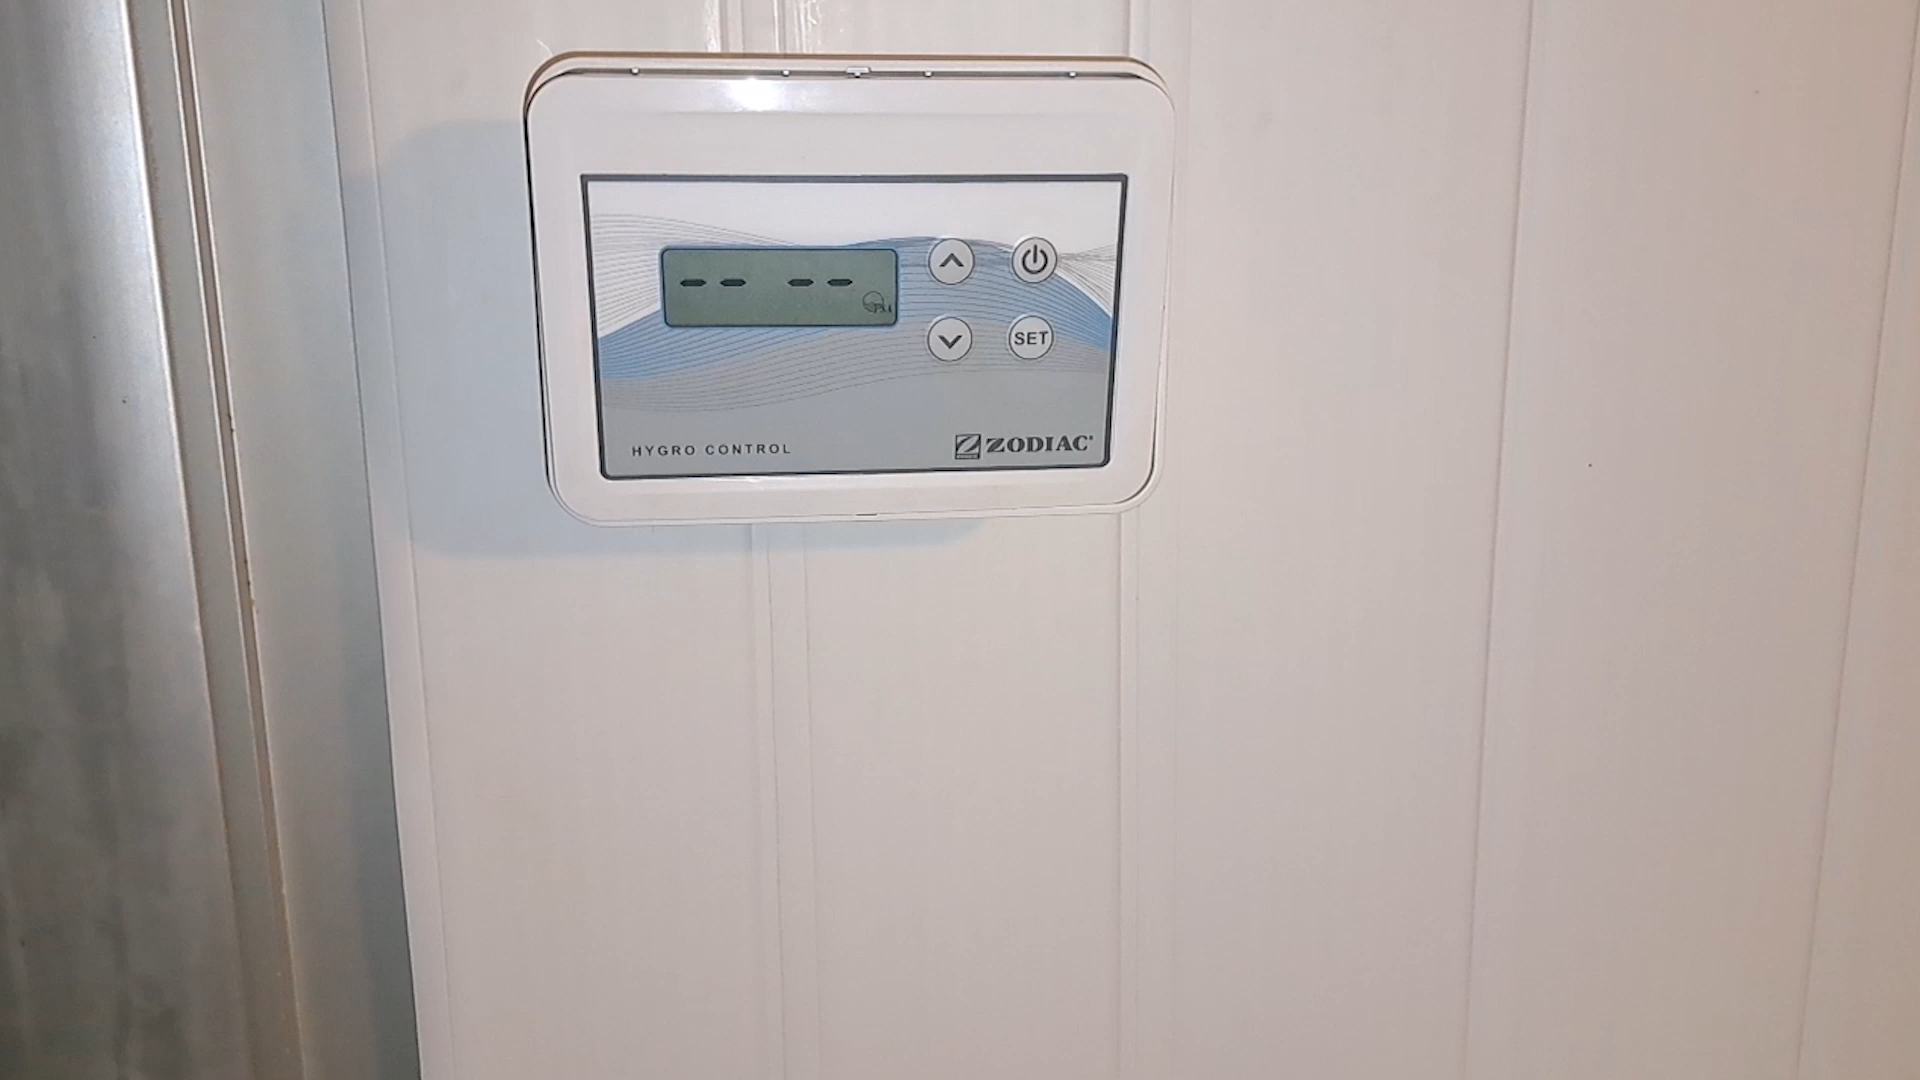 -- --
SET
HYGRO CONTROL
ZODIAC®